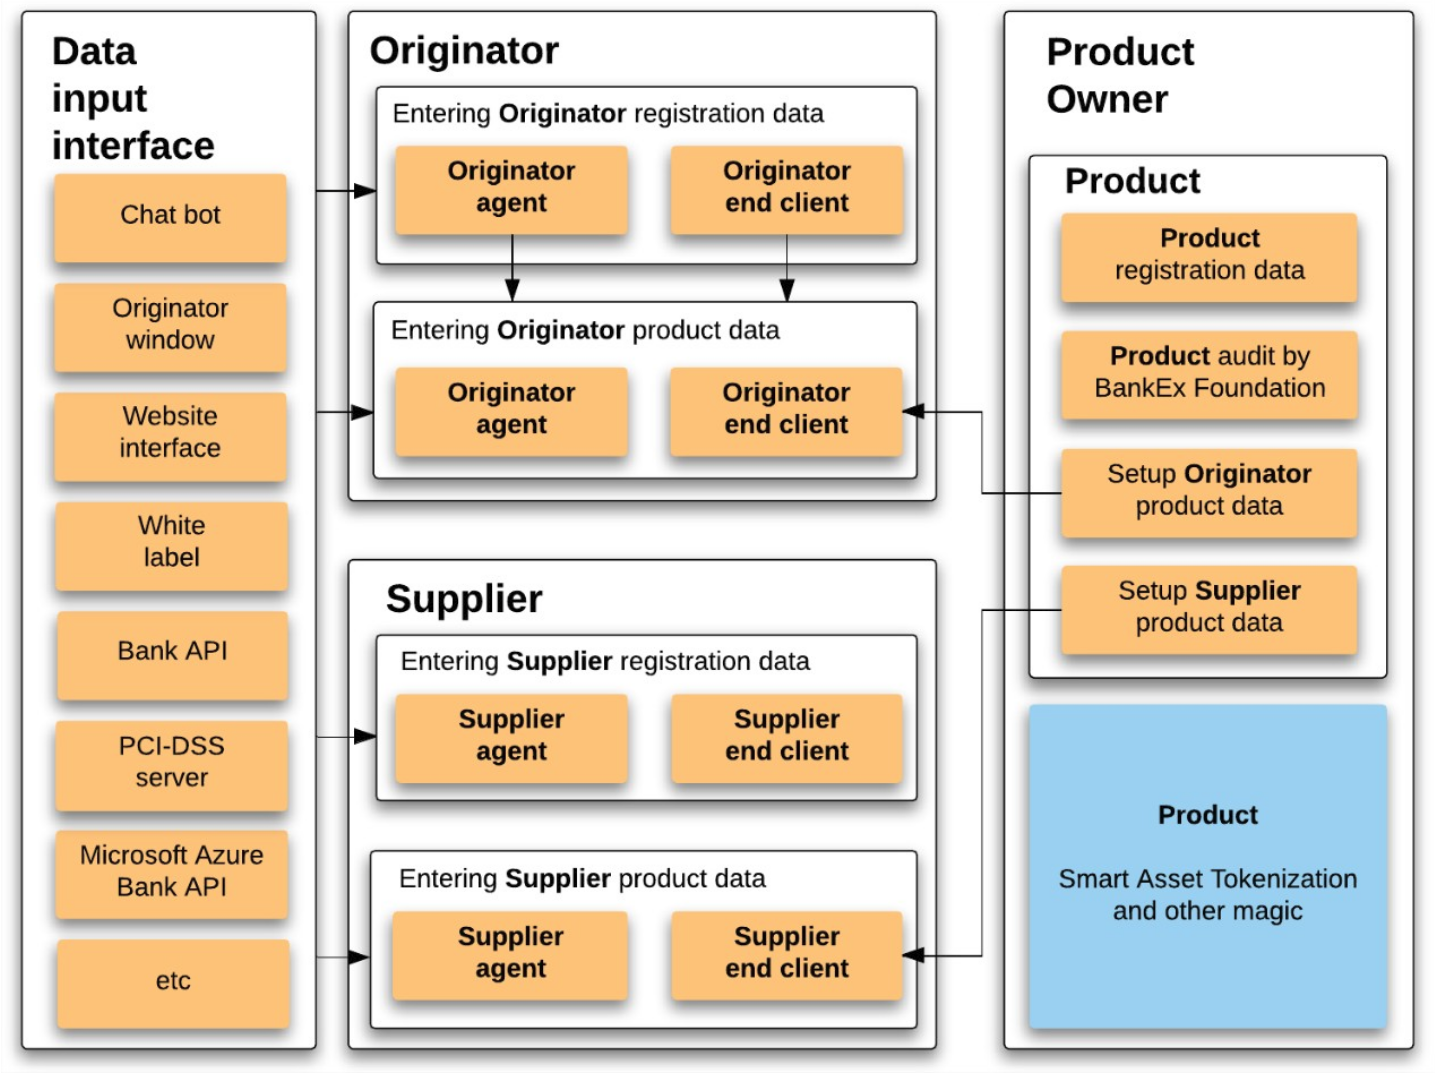 Data
input
interface
Chat bot
Originator
window
Website
interface
White
label
Bank API
PCI-DSS
server
Microsoft Azure
Bank API
etc
Originator
Entering Originator registration data
Originator
agent
Originator
end client
Entering Originator product data
Originator
agent
Originator
end client
Supplier
Entering Supplier registration data
Supplier
agent
Supplier
end client
Entering Supplier product data
Supplier
agent
Supplier
end client
Product
Owner
Product
Product
registration data
Product audit by
BankEx Foundation
Setup Originator
product data
Setup Supplier
product data
Product
Smart Asset Tokenization
and other magic